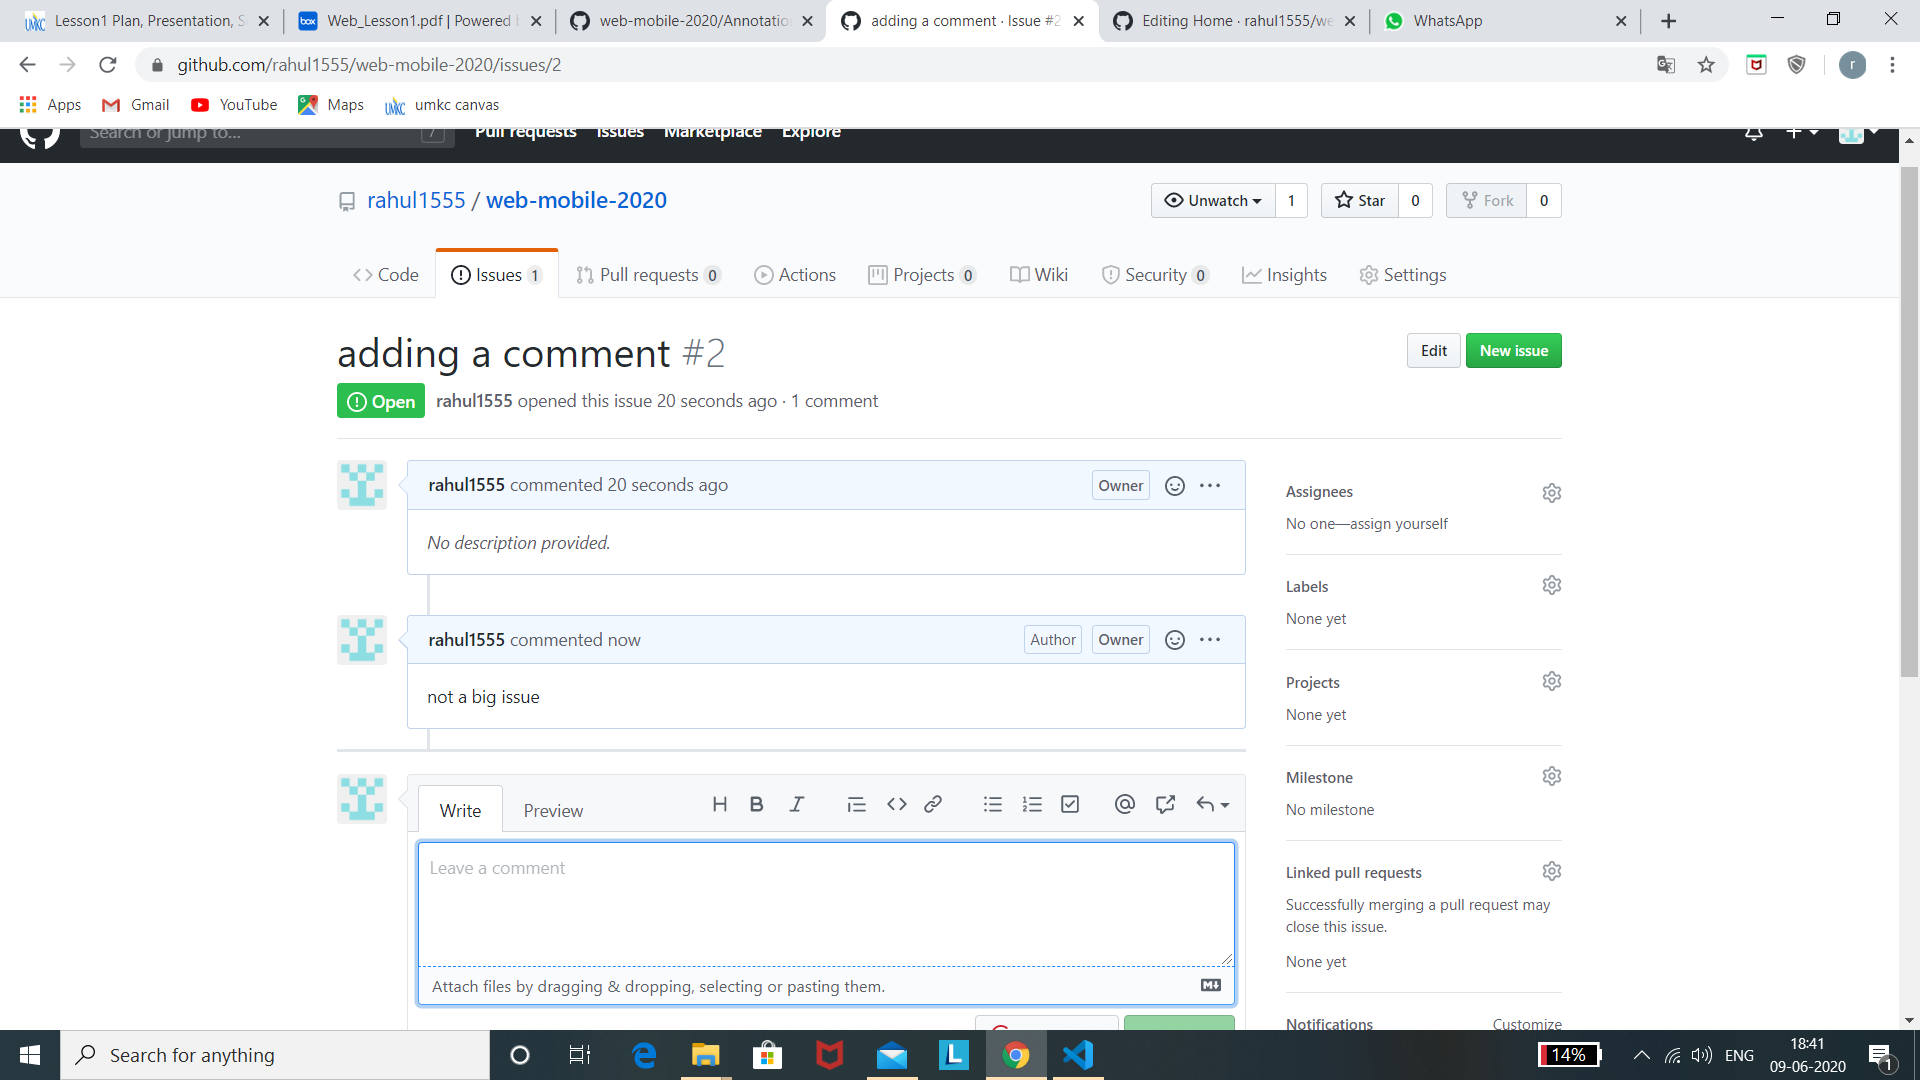 Lesson1 Plan, Presentation, S
Web_Lesson1.pdf | Powered
web-mobile-2020/Annotatio
adding a comment · Issue #2
Editing Home · rahul1555/we
WhatsApp
github.com/rahul1555/web-mobile-2020/issues/2
r
Apps
Gmail
YouTube
Maps
umkc canvas
Search or jump to...
/
Pull requests
Issues
Marketplace
Explore
rahul1555 / web-mobile-2020
Unwatch 1
Star 0
Fork 0
Code
Issues 1
Pull requests 0
Actions
Projects 0
Wiki
Security 0
Insights
Settings
adding a comment #2
Edit
New issue
Open
rahul1555 opened this issue 20 seconds ago · 1 comment
rahul1555 commented 20 seconds ago
Owner
No description provided.
rahul1555 commented now
Author
Owner
not a big issue
Write
Preview
Leave a comment
Attach files by dragging & dropping, selecting or pasting them.
Assignees
No one—assign yourself
Labels
None yet
Projects
None yet
Milestone
No milestone
Linked pull requests
Successfully merging a pull request may
close this issue.
None yet
Notifications
Customize
Search for anything
14%
ENG
18:41
09-06-2020
1